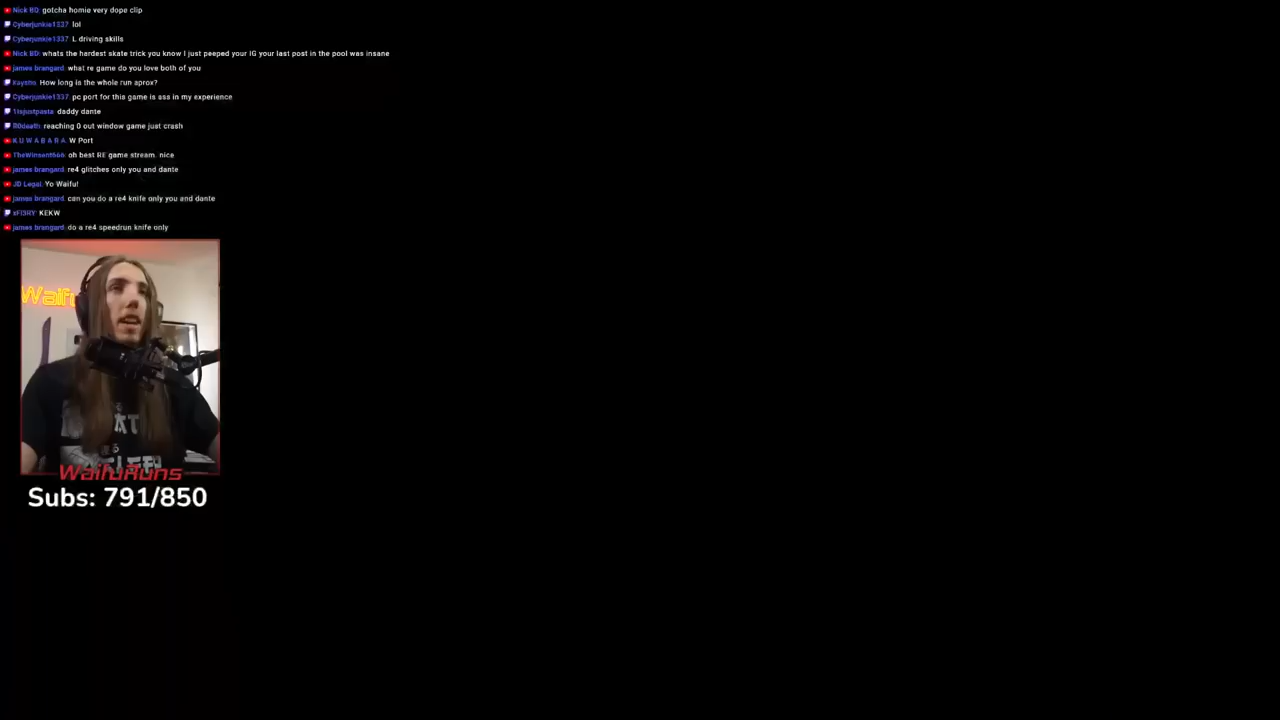 Nick BD: gotcha homie very dope clip
Cyberjunkie1337: lol
Cyberjunkie1337: L driving skills
Nick BD: whats the hardest skate trick you know I just peeped your IG your last post in the pool was insane
james brangard: what re game do you love both of you
How long is the whole run aprox?
Cyberjunkie1337: pc port for this game is ass in my experience
1isjustpasta: daddy dante
R0death: reaching 0 out window game just crash
K U W A B A R A: W Port
TheWinsent666: oh best RE game stream. nice
james brangard: re4 glitches only you and dante
JD Legal: Yo Waifu!
james brangard: can you do a re4 knife only you and dante
xFI3RY: KEKW
james brangard: do a re4 speedrun knife only
Waifu
WaifuRuns
Subs: 791/850